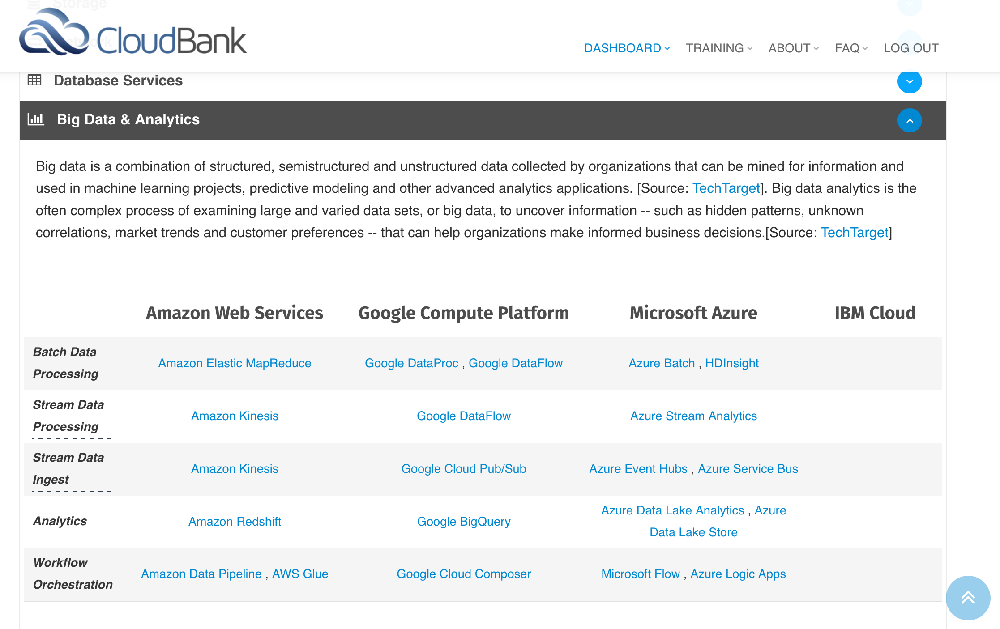 Storage
Network
CloudBank
DASHBOARD TRAINING ABOUT FAQ LOG OUT
Database Services
Big Data & Analytics
Big data is a combination of structured, semistructured and unstructured data collected by organizations that can be mined for information and
used in machine learning projects, predictive modeling and other advanced analytics applications. [Source: TechTarget]. Big data analytics is the
often complex process of examining large and varied data sets, or big data, to uncover information -- such as hidden patterns, unknown
correlations, market trends and customer preferences -- that can help organizations make informed business decisions.[Source: TechTarget]
Amazon Web Services Google Compute Platform Microsoft Azure IBM Cloud
Batch Data
Processing
Amazon Elastic MapReduce Google DataProc , Google DataFlow Azure Batch , HDInsight
Stream Data
Processing
Amazon Kinesis Google DataFlow Azure Stream Analytics
Stream Data
Ingest
Amazon Kinesis Google Cloud Pub/Sub Azure Event Hubs , Azure Service Bus
Analytics
Amazon Redshift Google BigQuery Azure Data Lake Analytics , Azure
Data Lake Store
Workflow
Orchestration
Amazon Data Pipeline , AWS Glue Google Cloud Composer Microsoft Flow , Azure Logic Apps